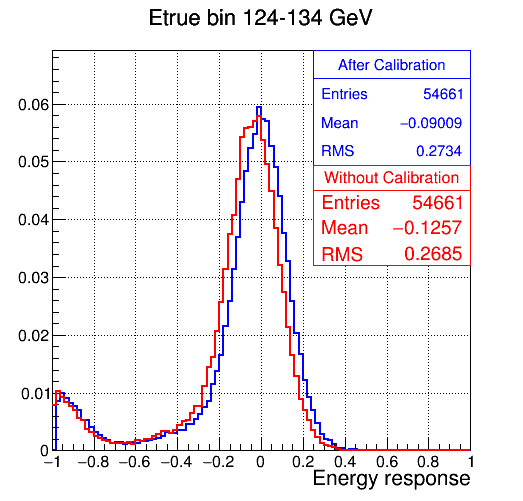 Etrue bin 124-134 GeV
After Calibration
Entries 54661
Mean −0.09009
RMS 0.2734
Without Calibration
Entries 54661
Mean −0.1257
RMS 0.2685
0.06
0.05
0.04
0.03
0.02
0.01
0
−1 −0.8 −0.6 −0.4 −0.2 0 0.2 0.4 0.6 0.8 1
Energy response